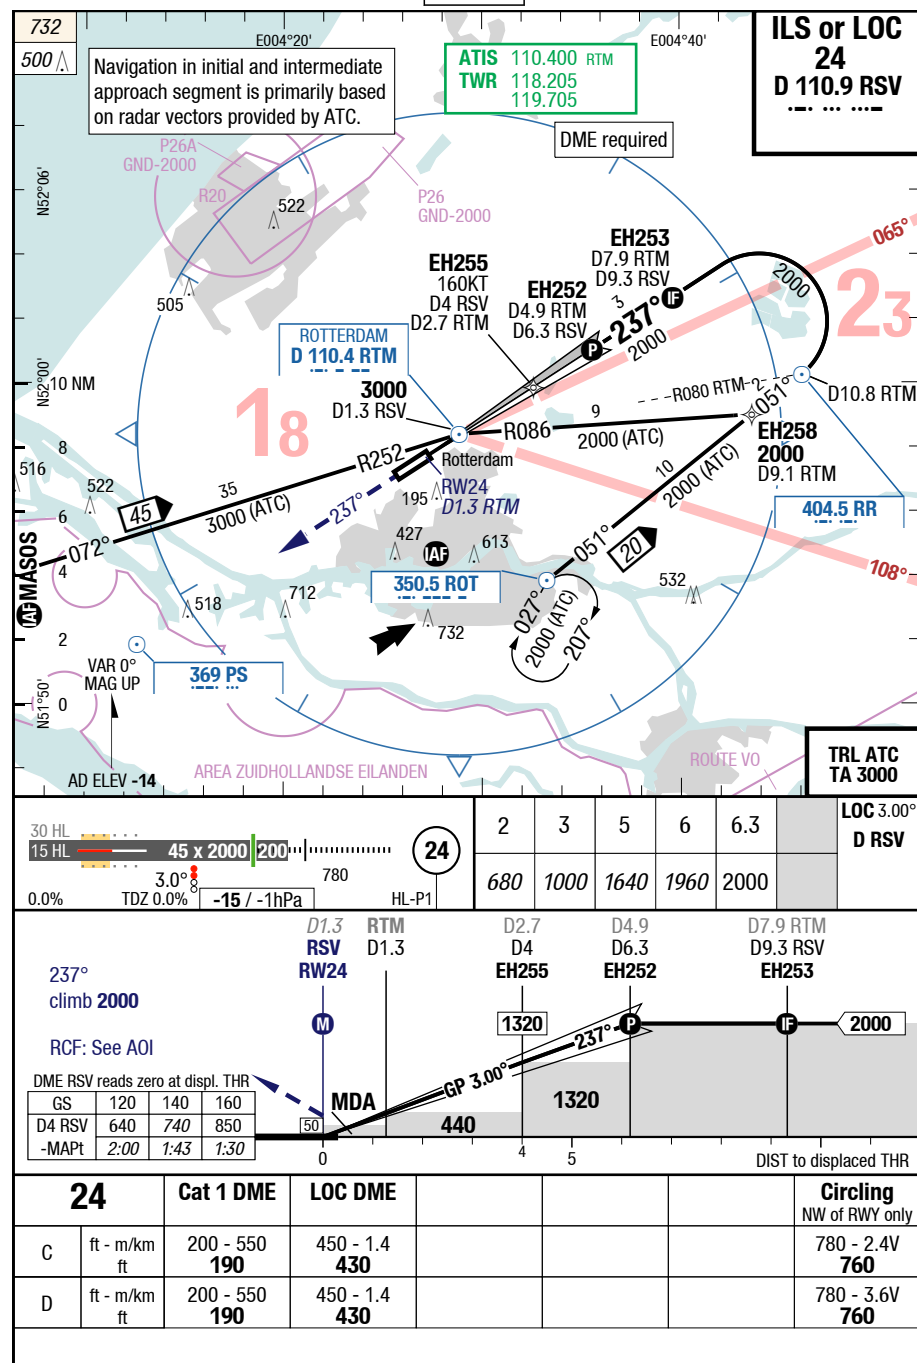 732
500
E004°20'
E004°40'
ILS or LOC
24
D 110.9 RSV
Navigation in initial and intermediate
approach segment is primarily based
on radar vectors provided by ATC.
ATIS 110.400 RTM
TWR 118.205
119.705
DME required
P26A
GND-2000
R20
522
P26
GND-2000
N52°06'
505
EH253
D7.9 RTM
D9.3 RSV
EH255
160KT
D4 RSV
D2.7 RTM
EH252
D4.9 RTM
D6.3 RSV
3
237°
IF
P
2000
2000
065°
23
ROTTERDAM
D 110.4 RTM
3000
D1.3 RSV
18
N52°00'
10 NM
R080 RTM
2
051°
D10.8 RTM
R086
9
2000 (ATC)
EH258
2000
D9.1 RTM
R252
35
3000 (ATC)
Rotterdam
RW24
D1.3 RTM
237°
195
10
2000 (ATC)
8
516
522
45
6
072°
4
MASOS
IAF
427
IAF
613
350.5 ROT
051°
20
404.5 RR
108°
532
518
712
732
027°
2000 (ATC)
207°
2
369 PS
VAR 0°
MAG UP
N51°50'
0
AD ELEV -14
AREA ZUIDHOLLANDSE EILANDEN
ROUTE VO
TRL ATC
TA 3000
30 HL
15 HL
45 x 2000
200
24
780
3.0°
0.0%
TDZ 0.0%
-15 / -1hPa
HL-P1
2 3 5 6 6.3
LOC 3.00°
D RSV
680 1000 1640 1960 2000
D1.3 RTM D2.7 D4.9 D7.9 RTM
RSV D1.3 D4 D6.3 D9.3 RSV
RW24 EH255 EH252 EH253
237°
climb 2000
M
1320
P
IF
2000
237°
RCF: See AOI
GP 3.00°
DME RSV reads zero at displ. THR
MDA
1320
GS 120 140 160
D4 RSV 640 740 850
-MAPt 2:00 1:43 1:30
50
440
0
4
5
DIST to displaced THR
24 Cat 1 DME LOC DME Circling
NW of RWY only
C ft - m/km 200 - 550 450 - 1.4 780 - 2.4V
ft 190 430 760
D ft - m/km 200 - 550 450 - 1.4 780 - 3.6V
ft 190 430 760